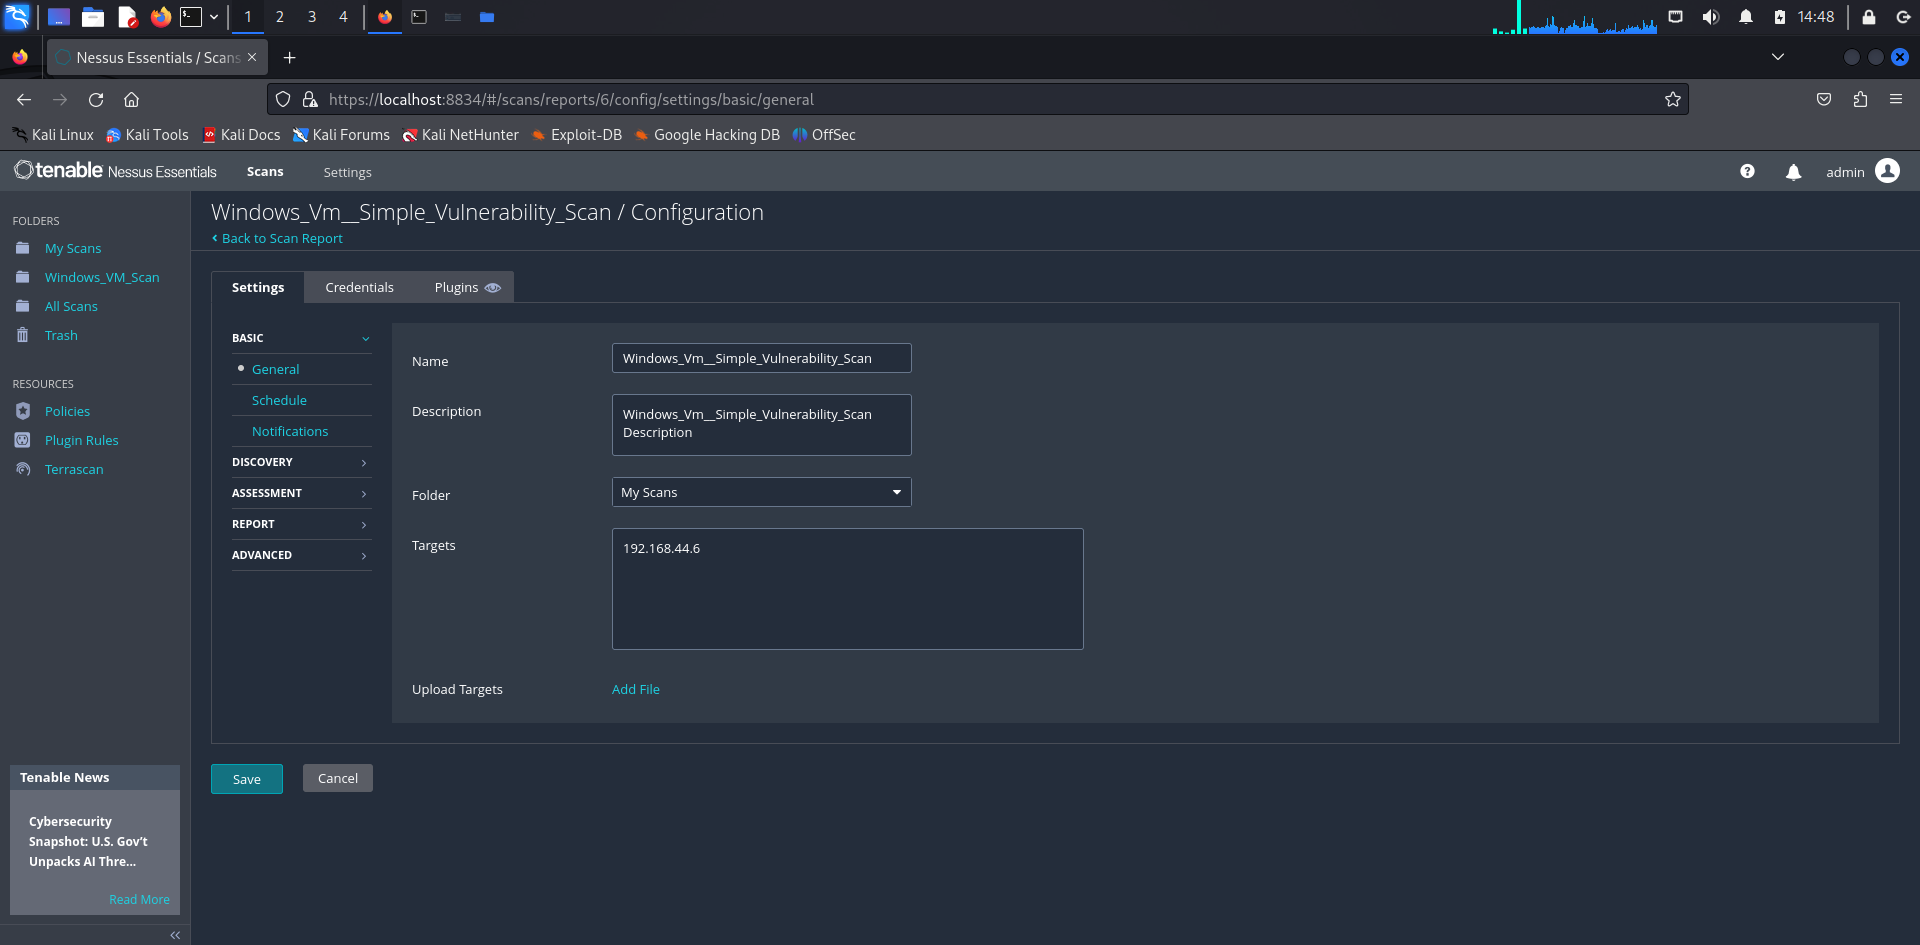 1 2 3 4 14:48
Nessus Essentials / Scans
https://localhost:8834/#/scans/reports/6/config/settings/basic/general
Kali Linux Kali Tools Kali Docs Kali Forums Kali NetHunter Exploit-DB Google Hacking DB OffSec
tenable Nessus Essentials Scans Settings admin
FOLDERS
My Scans
Windows_VM_Scan
All Scans
Trash
RESOURCES
Policies
Plugin Rules
Terrascan
Tenable News
Cybersecurity
Snapshot: U.S. Gov't
Unpacks AI Thre...
Read More
Windows_Vm__Simple_Vulnerability_Scan / Configuration
Back to Scan Report
Settings Credentials Plugins
BASIC
General
Schedule
Notifications
DISCOVERY
ASSESSMENT
REPORT
ADVANCED
Name Windows_Vm__Simple_Vulnerability_Scan
Description Windows_Vm__Simple_Vulnerability_Scan
Description
Folder My Scans
Targets 192.168.44.6
Upload Targets Add File
Save Cancel